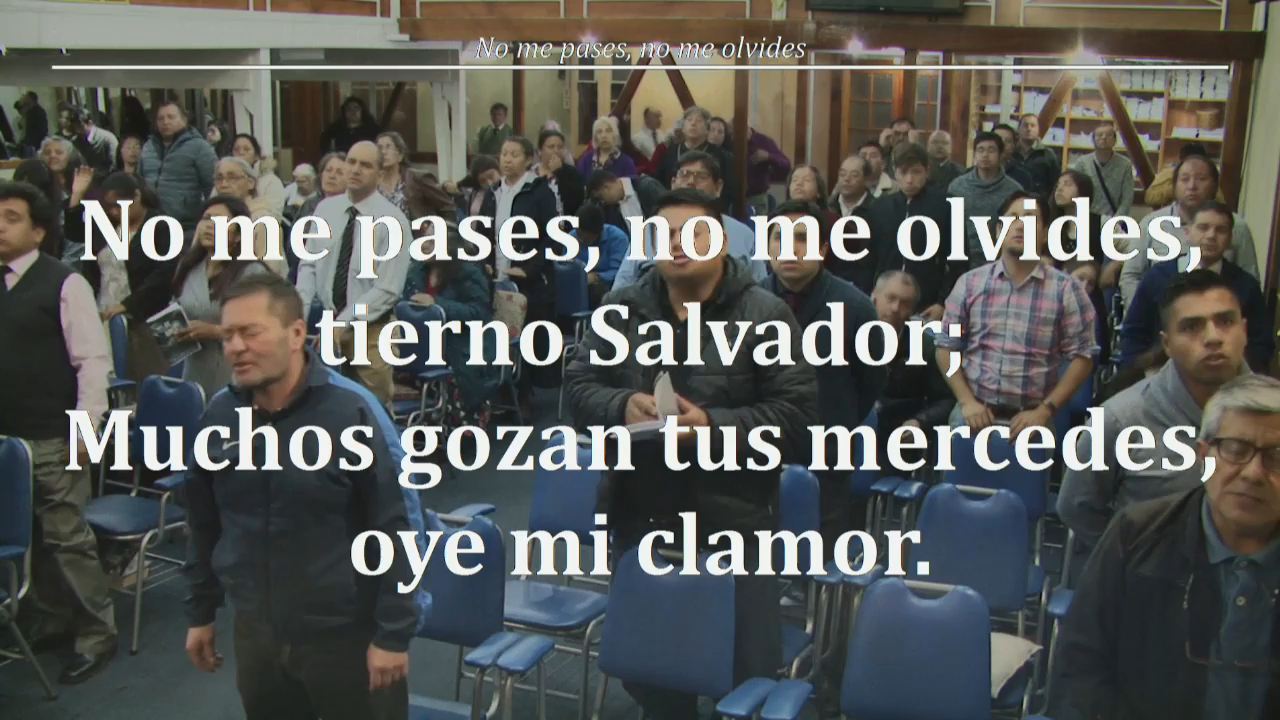 No me pases, no me olvides
No me pases, no me olvides,
tierno Salvador;
Muchos gozan tus mercedes,
oye mi clamor.